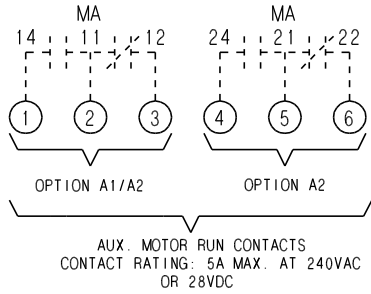 MA MA
14 11 12 24 21 22
1 2 3 4 5 6
OPTION A1/A2 OPTION A2
AUX. MOTOR RUN CONTACTS
CONTACT RATING: 5A MAX. AT 240VAC
OR 28VDC